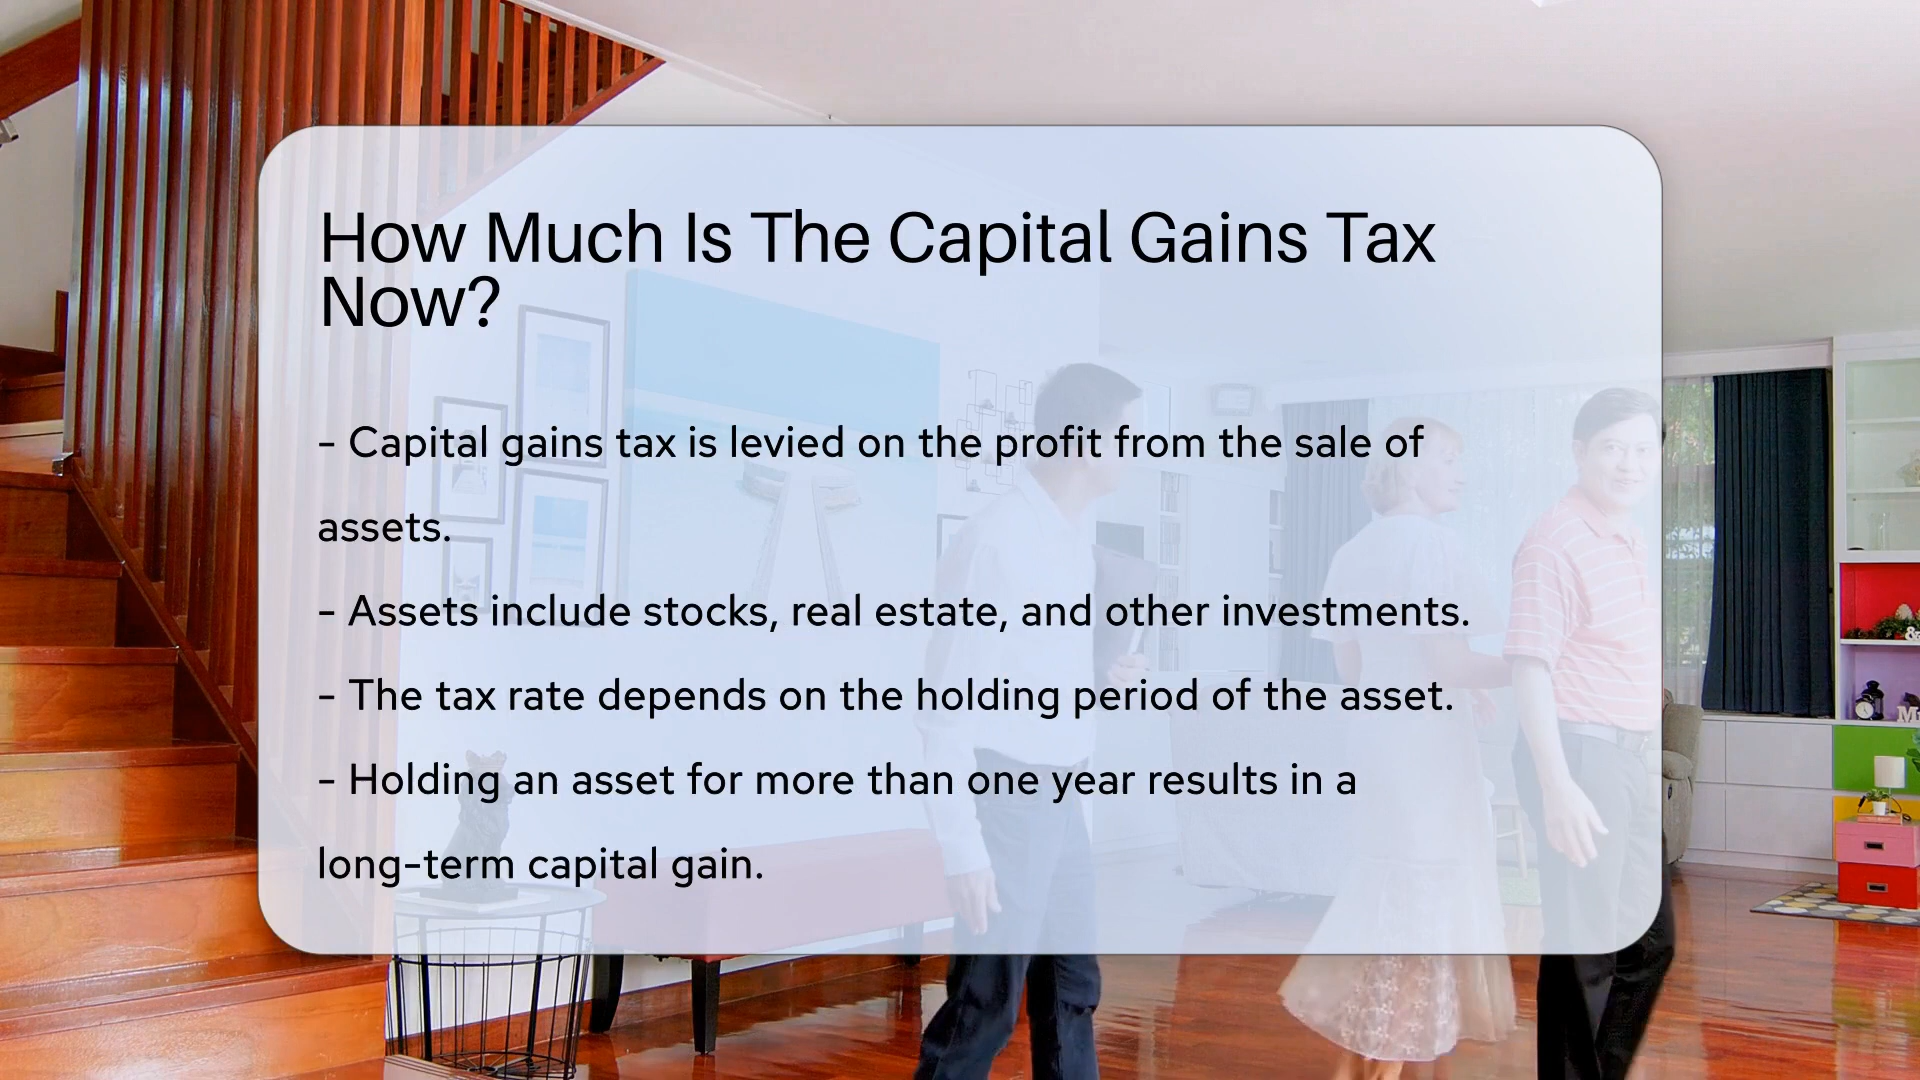 How Much Is The Capital Gains Tax
Now?
- Capital gains tax is levied on the profit from the sale of
assets.
- Assets include stocks, real estate, and other investments.
- The tax rate depends on the holding period of the asset.
- Holding an asset for more than one year results in a
long-term capital gain.